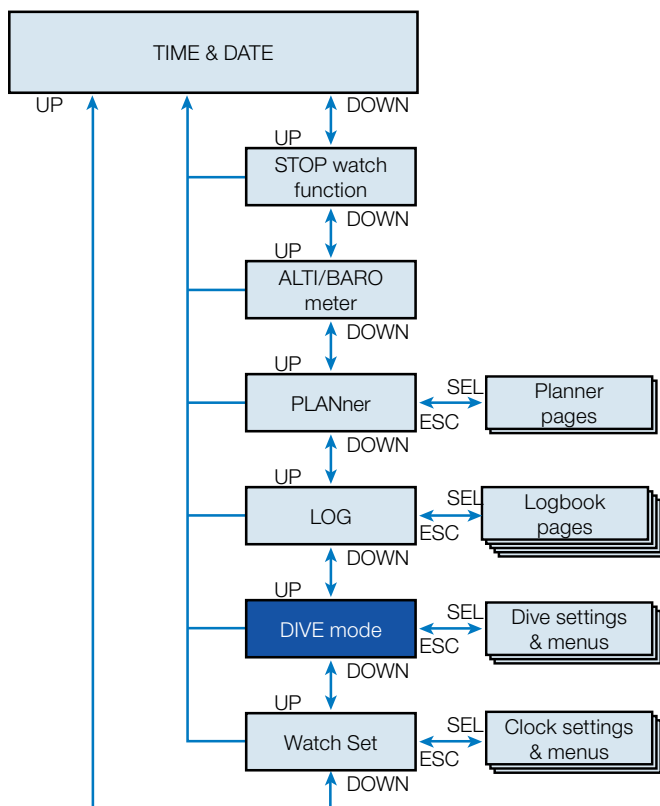 TIME & DATE
UP
DOWN
UP
STOP watch
function
DOWN
UP
ALTI/BARO
meter
DOWN
UP
PLANner
SEL
ESC
Planner
pages
DOWN
UP
LOG
SEL
ESC
Logbook
pages
DOWN
UP
DIVE mode
SEL
ESC
Dive settings
& menus
DOWN
UP
Watch Set
SEL
ESC
Clock settings
& menus
DOWN